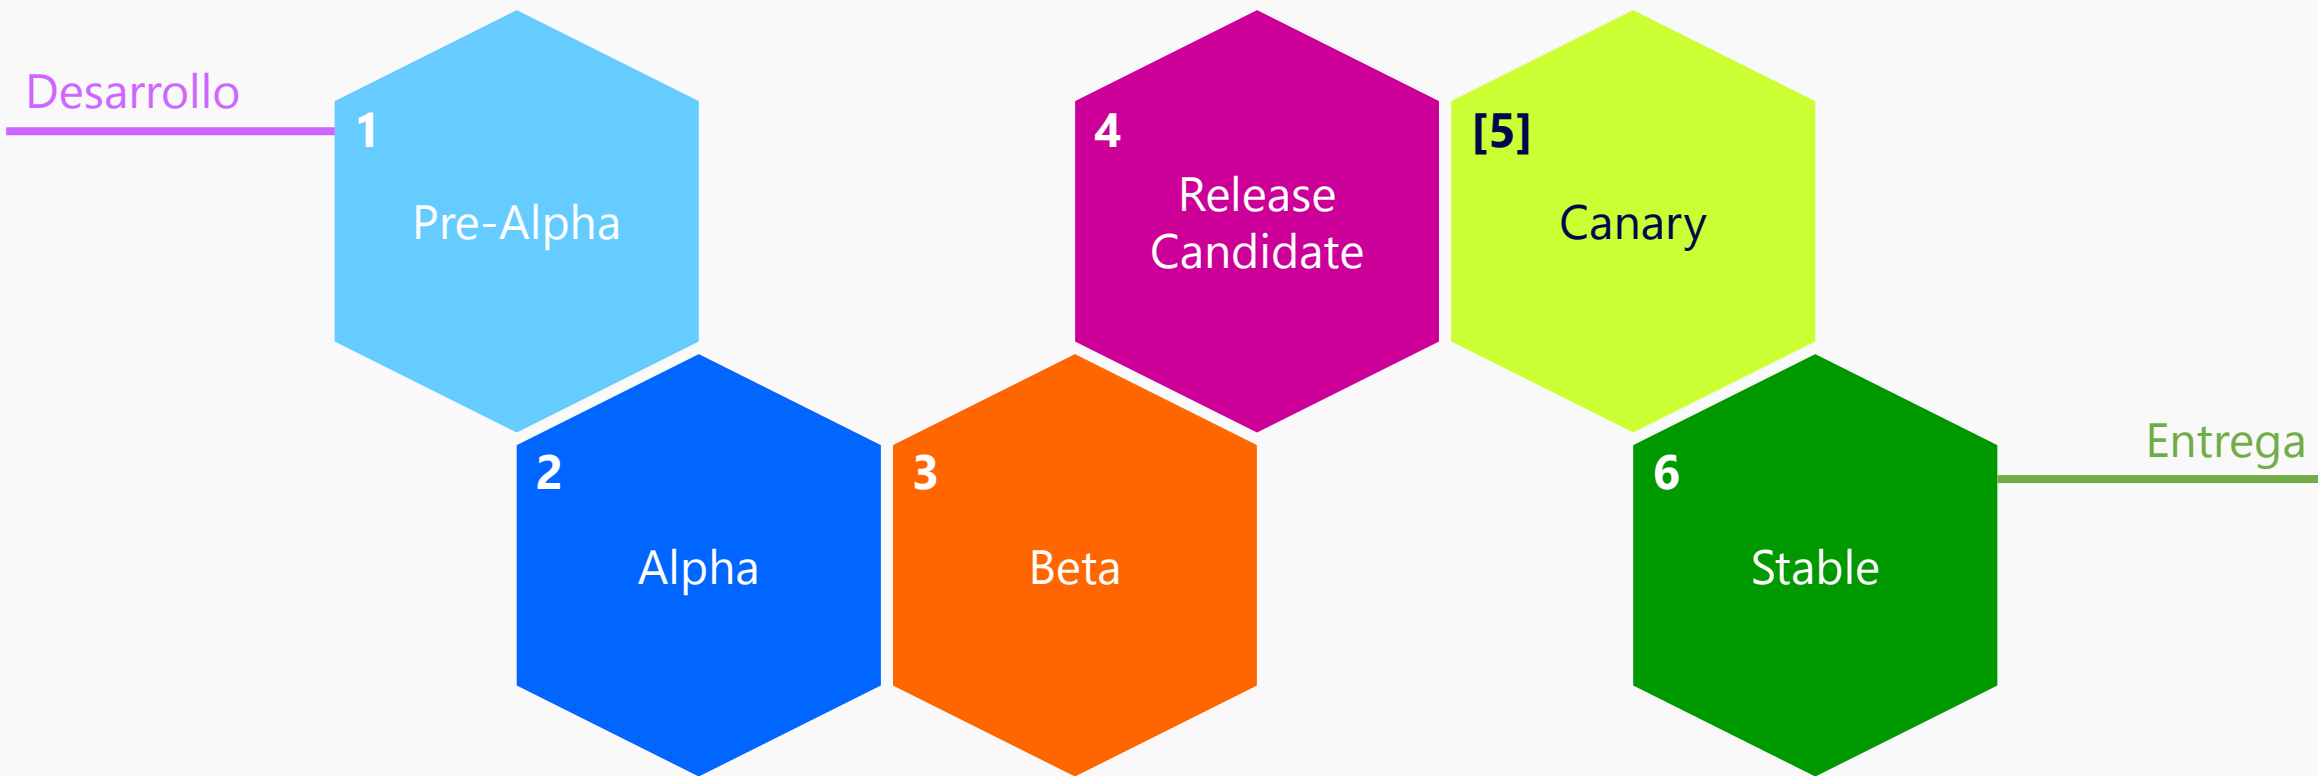 Desarrollo
1
Pre-Alpha
2
Alpha
3
Beta
4
Release
Candidate
[5]
Canary
6
Stable
Entrega